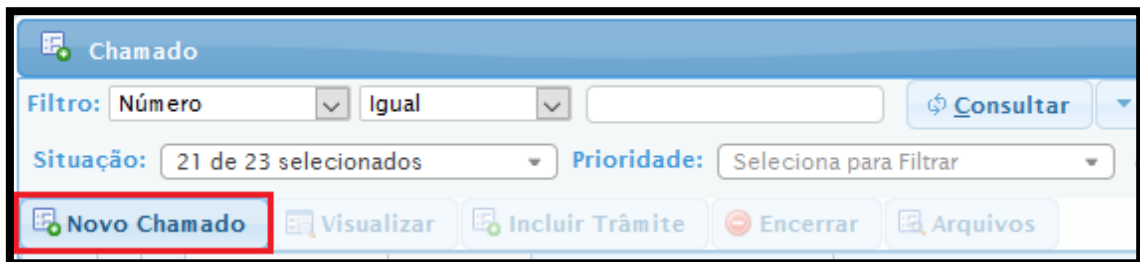 Chamado
Filtro: Número Igual Consultar
Situação: 21 de 23 selecionados Prioridade: Seleciona para Filtrar
Novo Chamado Visualizar Incluir Trâmite Encerrar Arquivos